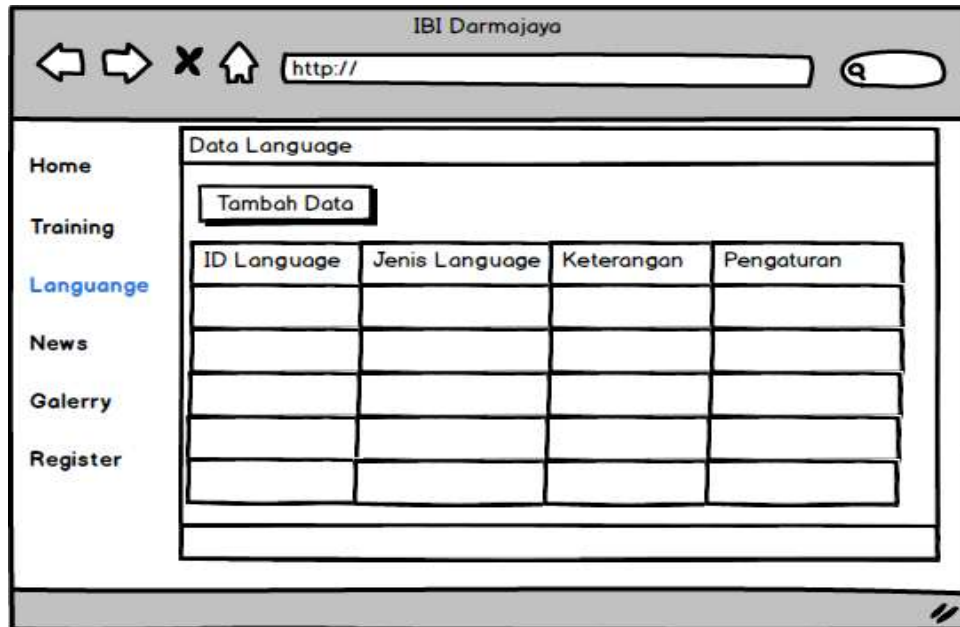 IBI Darmajaya
http://
Home
Training
Languange
News
Galerry
Register
Data Language
Tambah Data
ID Language Jenis Language Keterangan Pengaturan